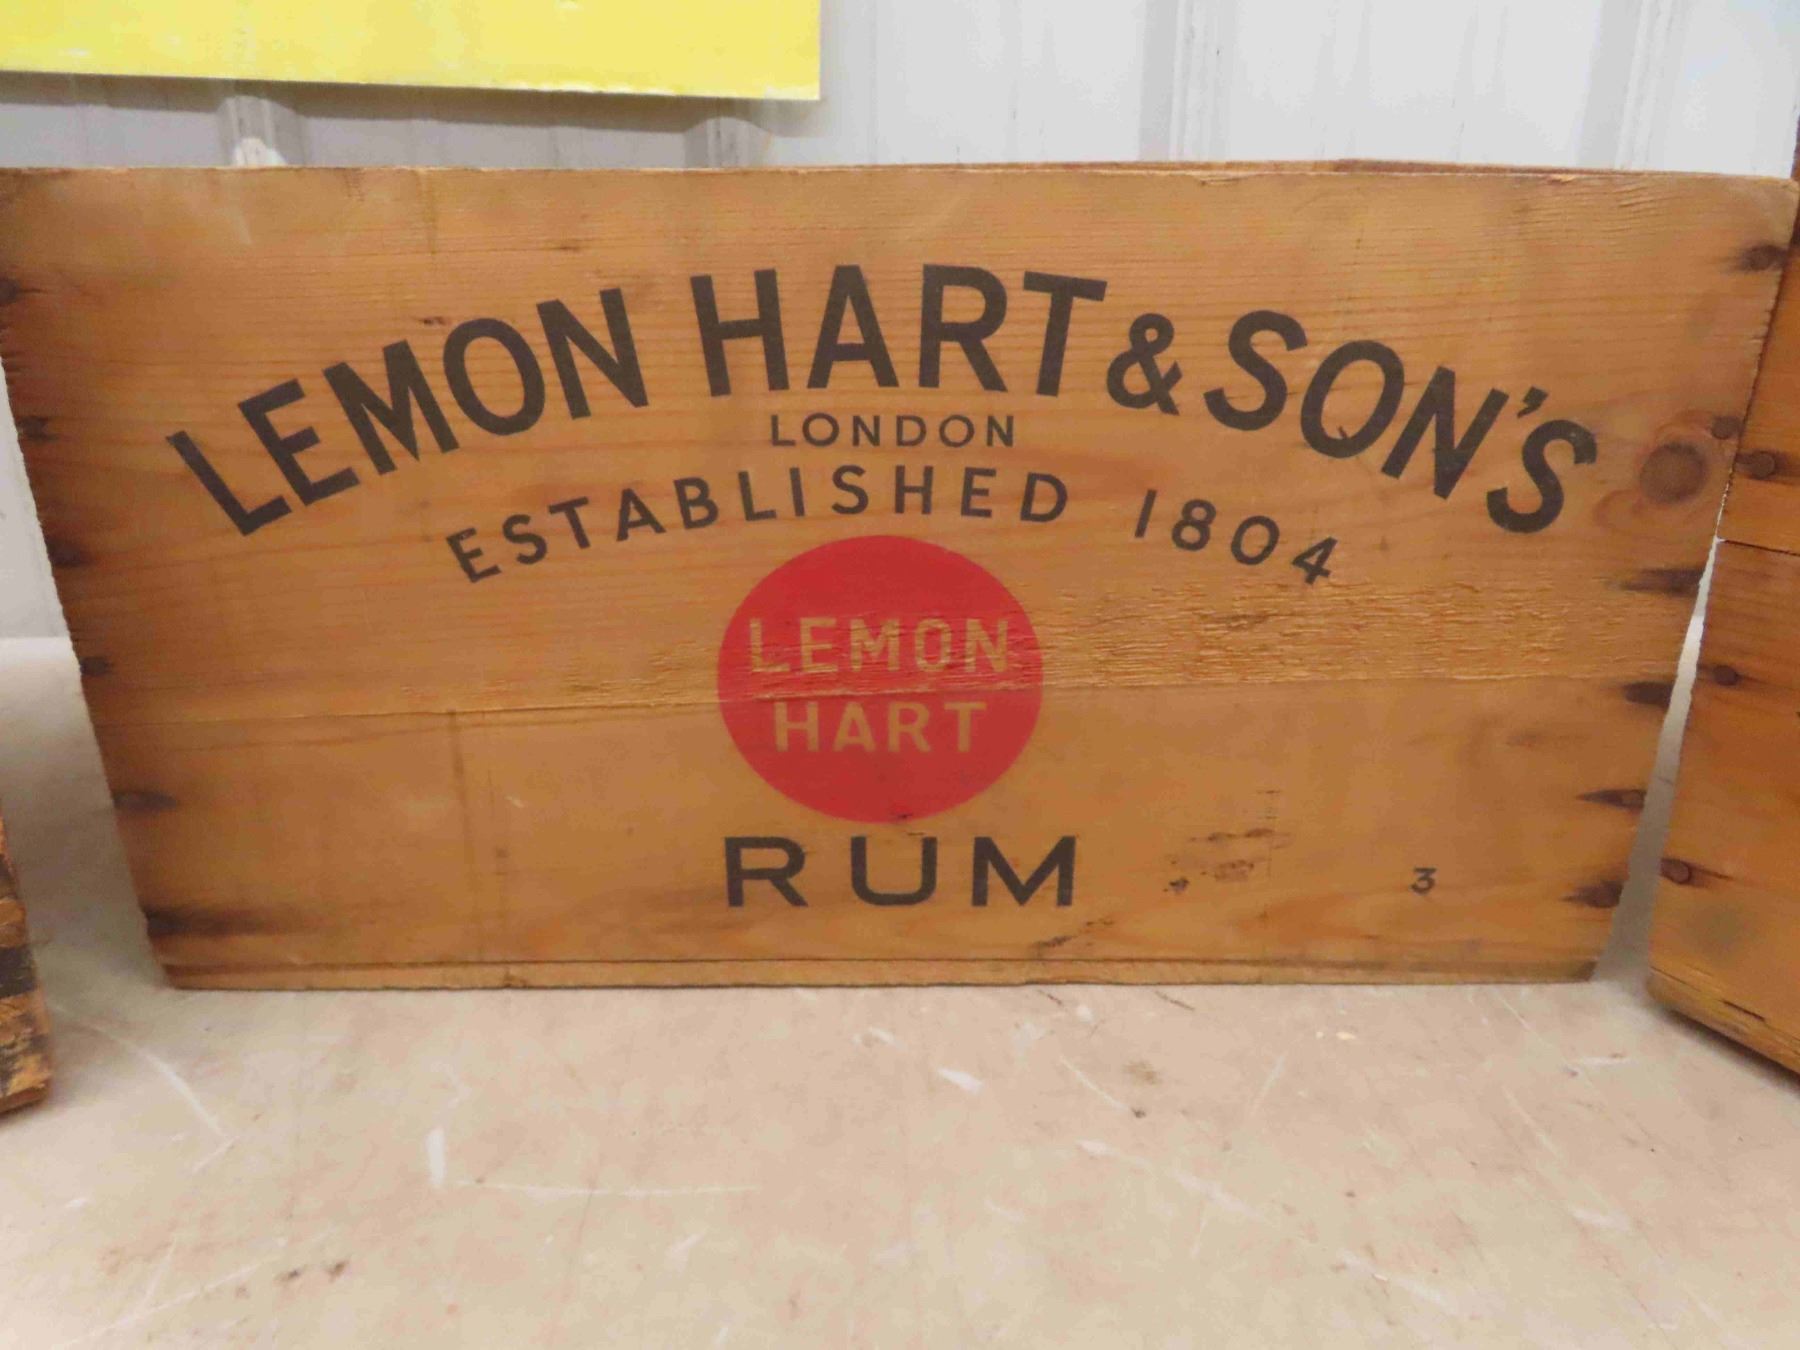 LEMON HART & SON'S
LONDON
ESTABLISHED 1804
LEMON
HART
RUM
3